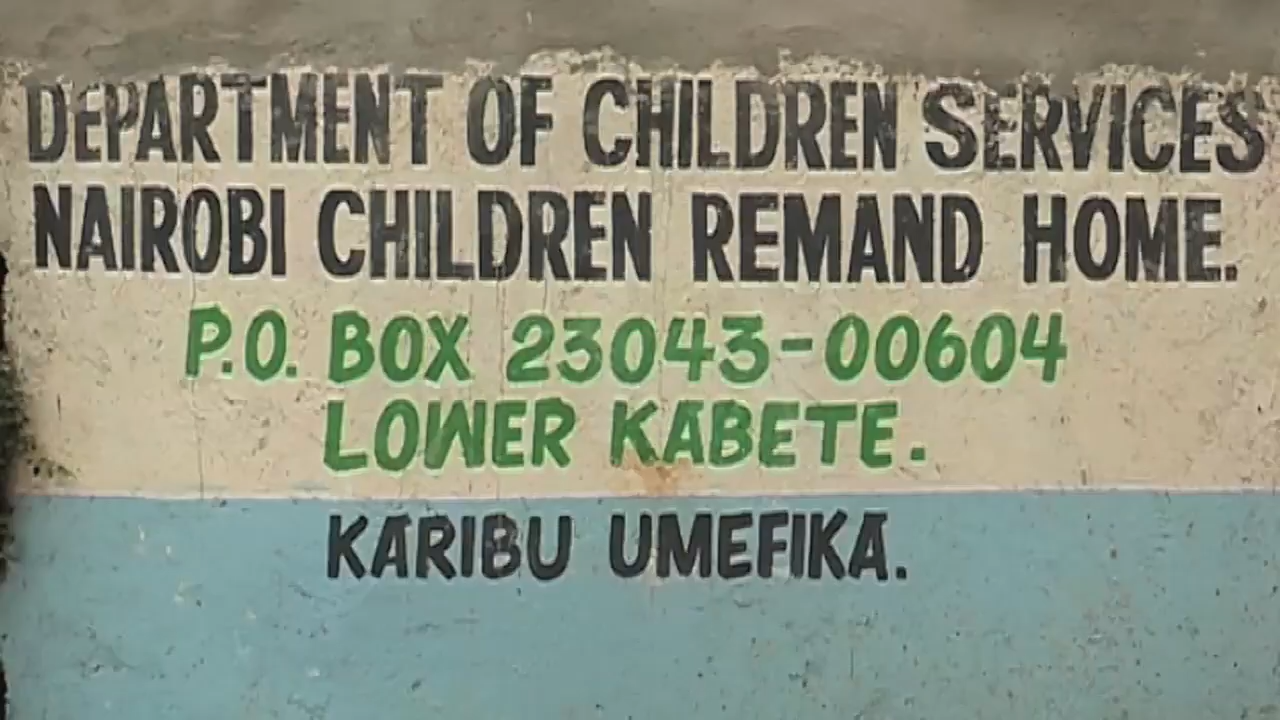 DEPARTMENT OF CHILDREN SERVICES
NAIROBI CHILDREN REMAND HOME.
P.O. BOX 23043-00604
LOWER KABETE.
KARIBU UMEFIKA.